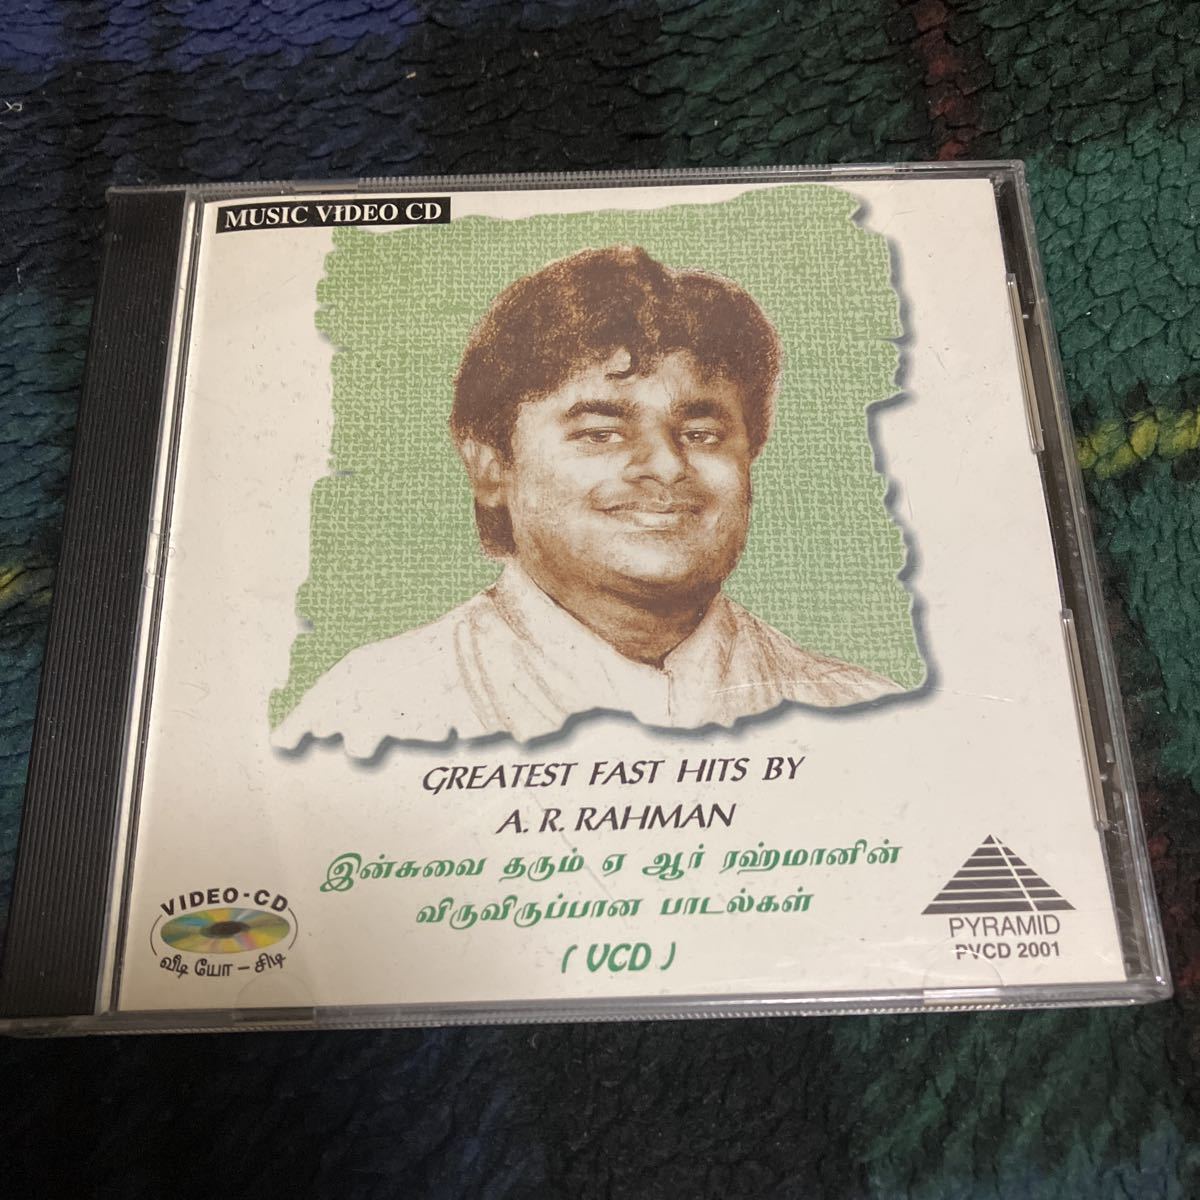 MUSIC VIDEO CD
GREATEST FAST HITS BY
A. R. RAHMAN
இன்சுவை தரும் ஏ ஆர் ரஹ்மானின்
விருவிருப்பான பாடல்கள்
( VCD )
VIDEO-CD
வீடியோ - சிடி
PYRAMID
PVCD 2001